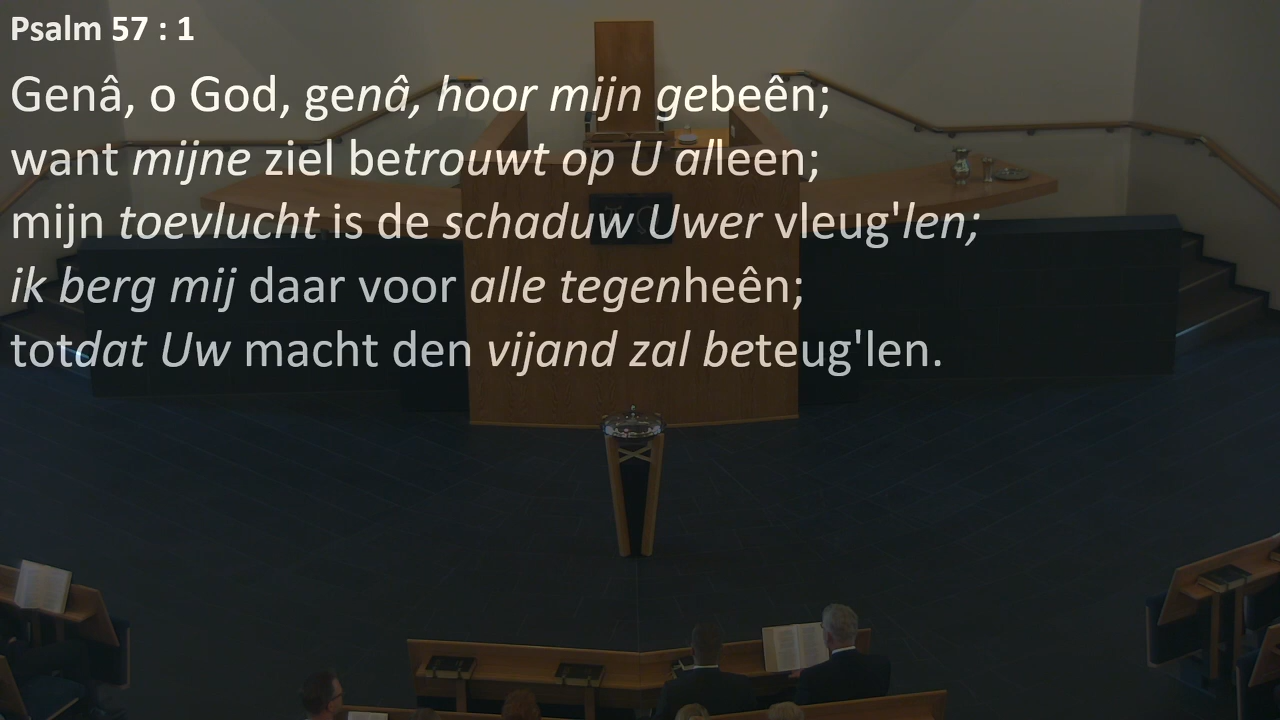 Psalm 57 : 1
Genâ, o God, genâ, hoor mijn gebeên;
want mijne ziel betrouwt op U alleen;
mijn toevlucht is de schaduw Uwer vleug'len;
ik berg mij daar voor alle tegenheên;
totdat Uw macht den vijand zal beteug'len.